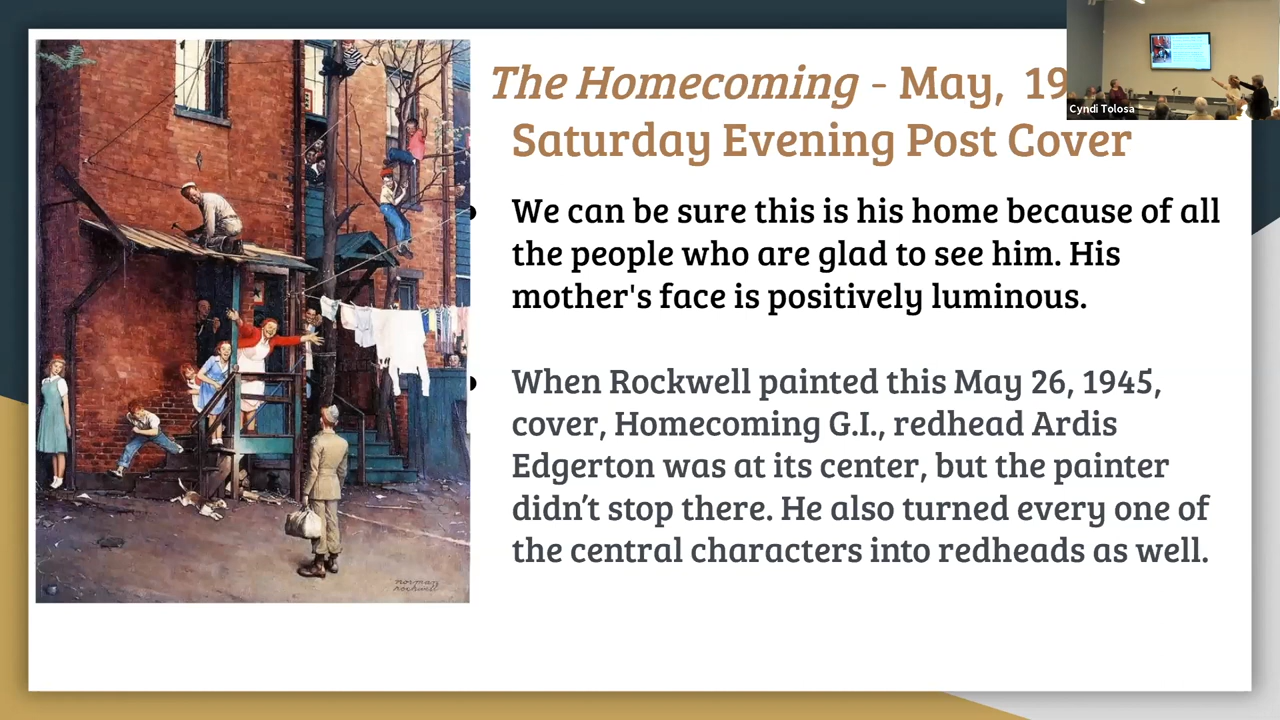 The Homecoming - May, 19
Saturday Evening Post Cover
Cyndi Tolosa
We can be sure this is his home because of all
the people who are glad to see him. His
mother's face is positively luminous.
When Rockwell painted this May 26, 1945,
cover, Homecoming G.I., redhead Ardis
Edgerton was at its center, but the painter
didn’t stop there. He also turned every one of
the central characters into redheads as well.
norman
rockwell